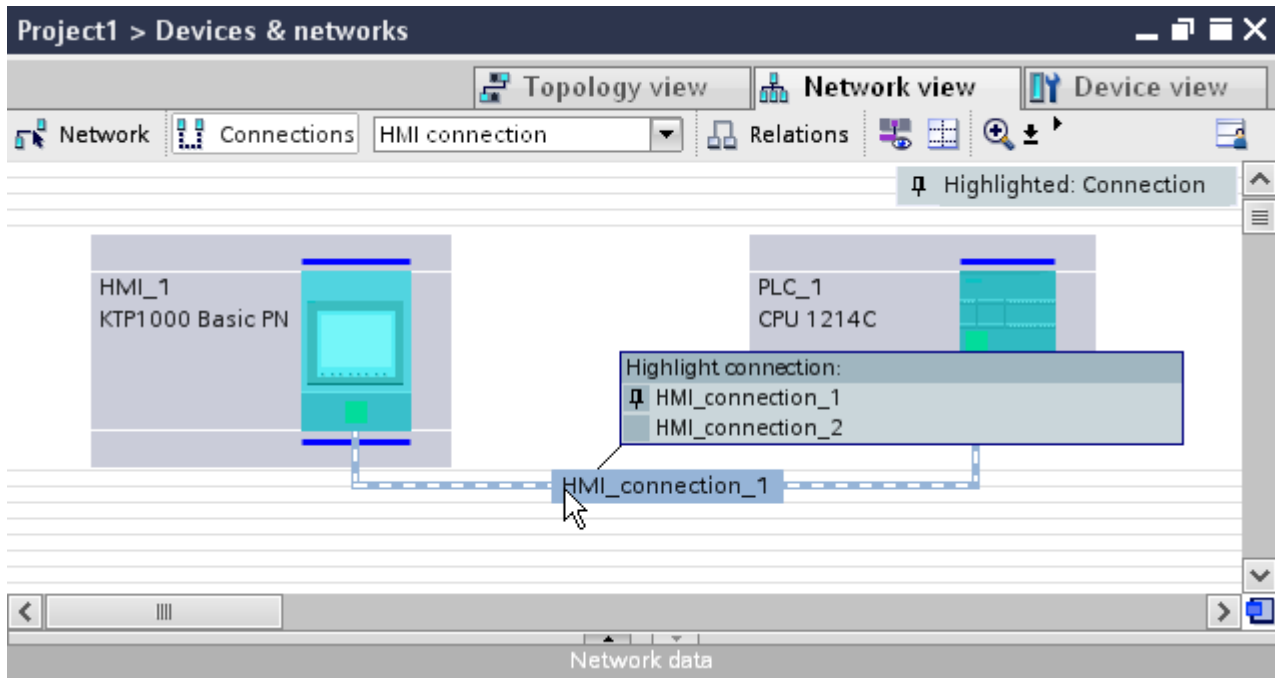 Project1 > Devices & networks
Topology view
Network view
Device view
Network
Connections
HMI connection
Relations
Highlighted: Connection
HMI_1
KTP1000 Basic PN
PLC_1
CPU 1214C
Highlight connection:
HMI_connection_1
HMI_connection_2
HMI_connection_1
Network data